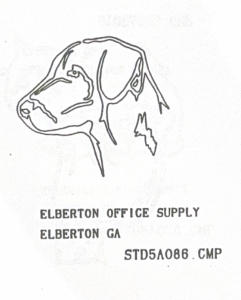 ELBERTON OFFICE SUPPLY
ELBERTON GA
STD5A086.CMP